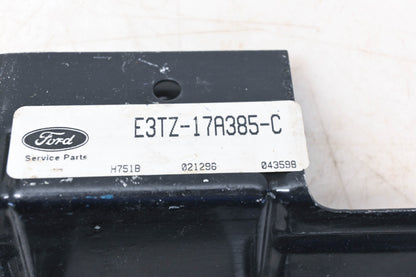 E3TZ-17A385-C
Ford
Service Parts
H751B 021296 043598